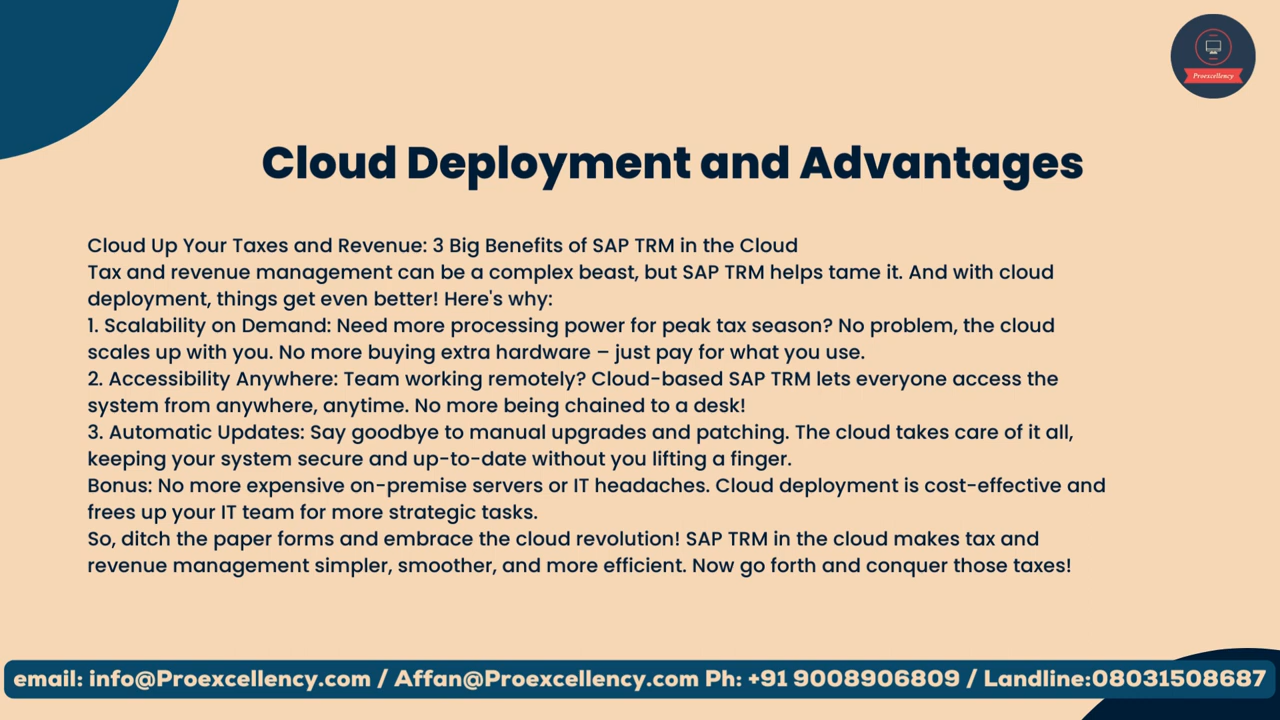 Proexcellency
Cloud Deployment and Advantages
Cloud Up Your Taxes and Revenue: 3 Big Benefits of SAP TRM in the Cloud
Tax and revenue management can be a complex beast, but SAP TRM helps tame it. And with cloud
deployment, things get even better! Here's why:
1. Scalability on Demand: Need more processing power for peak tax season? No problem, the cloud
scales up with you. No more buying extra hardware – just pay for what you use.
2. Accessibility Anywhere: Team working remotely? Cloud-based SAP TRM lets everyone access the
system from anywhere, anytime. No more being chained to a desk!
3. Automatic Updates: Say goodbye to manual upgrades and patching. The cloud takes care of it all,
keeping your system secure and up-to-date without you lifting a finger.
Bonus: No more expensive on-premise servers or IT headaches. Cloud deployment is cost-effective and
frees up your IT team for more strategic tasks.
So, ditch the paper forms and embrace the cloud revolution! SAP TRM in the cloud makes tax and
revenue management simpler, smoother, and more efficient. Now go forth and conquer those taxes!
email: info@Proexcellency.com / Affan@Proexcellency.com Ph: +91 9008906809 / Landline:08031508687